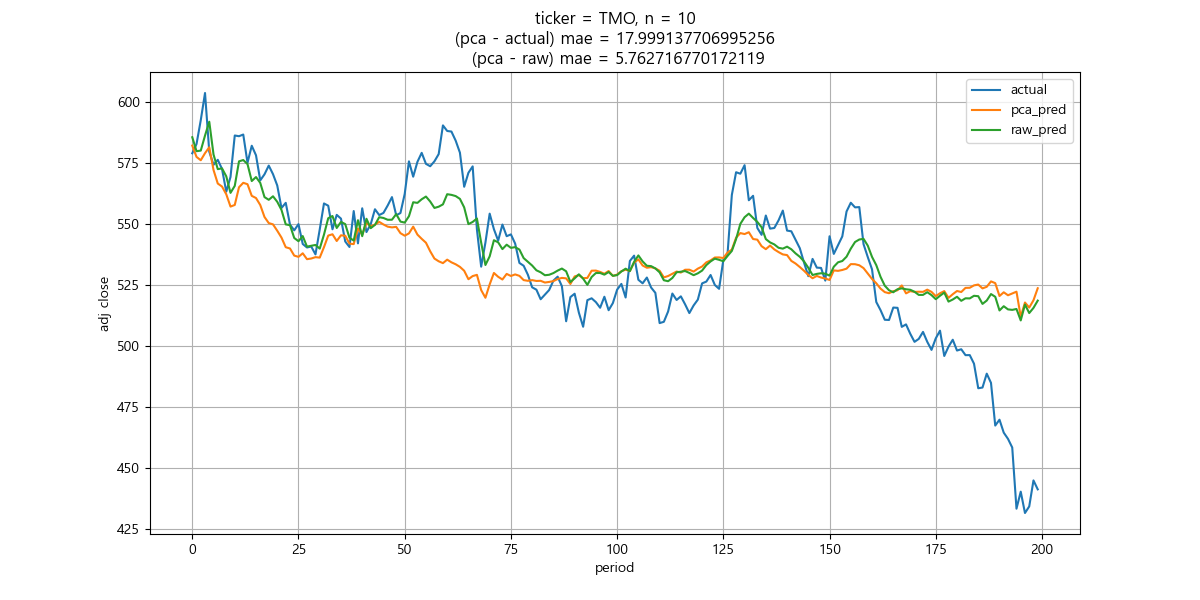 ticker = TMO, n = 10
(pca - actual) mae = 17.999137706995256
(pca - raw) mae = 5.762716770172119
actual
pca_pred
raw_pred
600
575
550
525
500
475
450
425
adj close
0 25 50 75 100 125 150 175 200
period